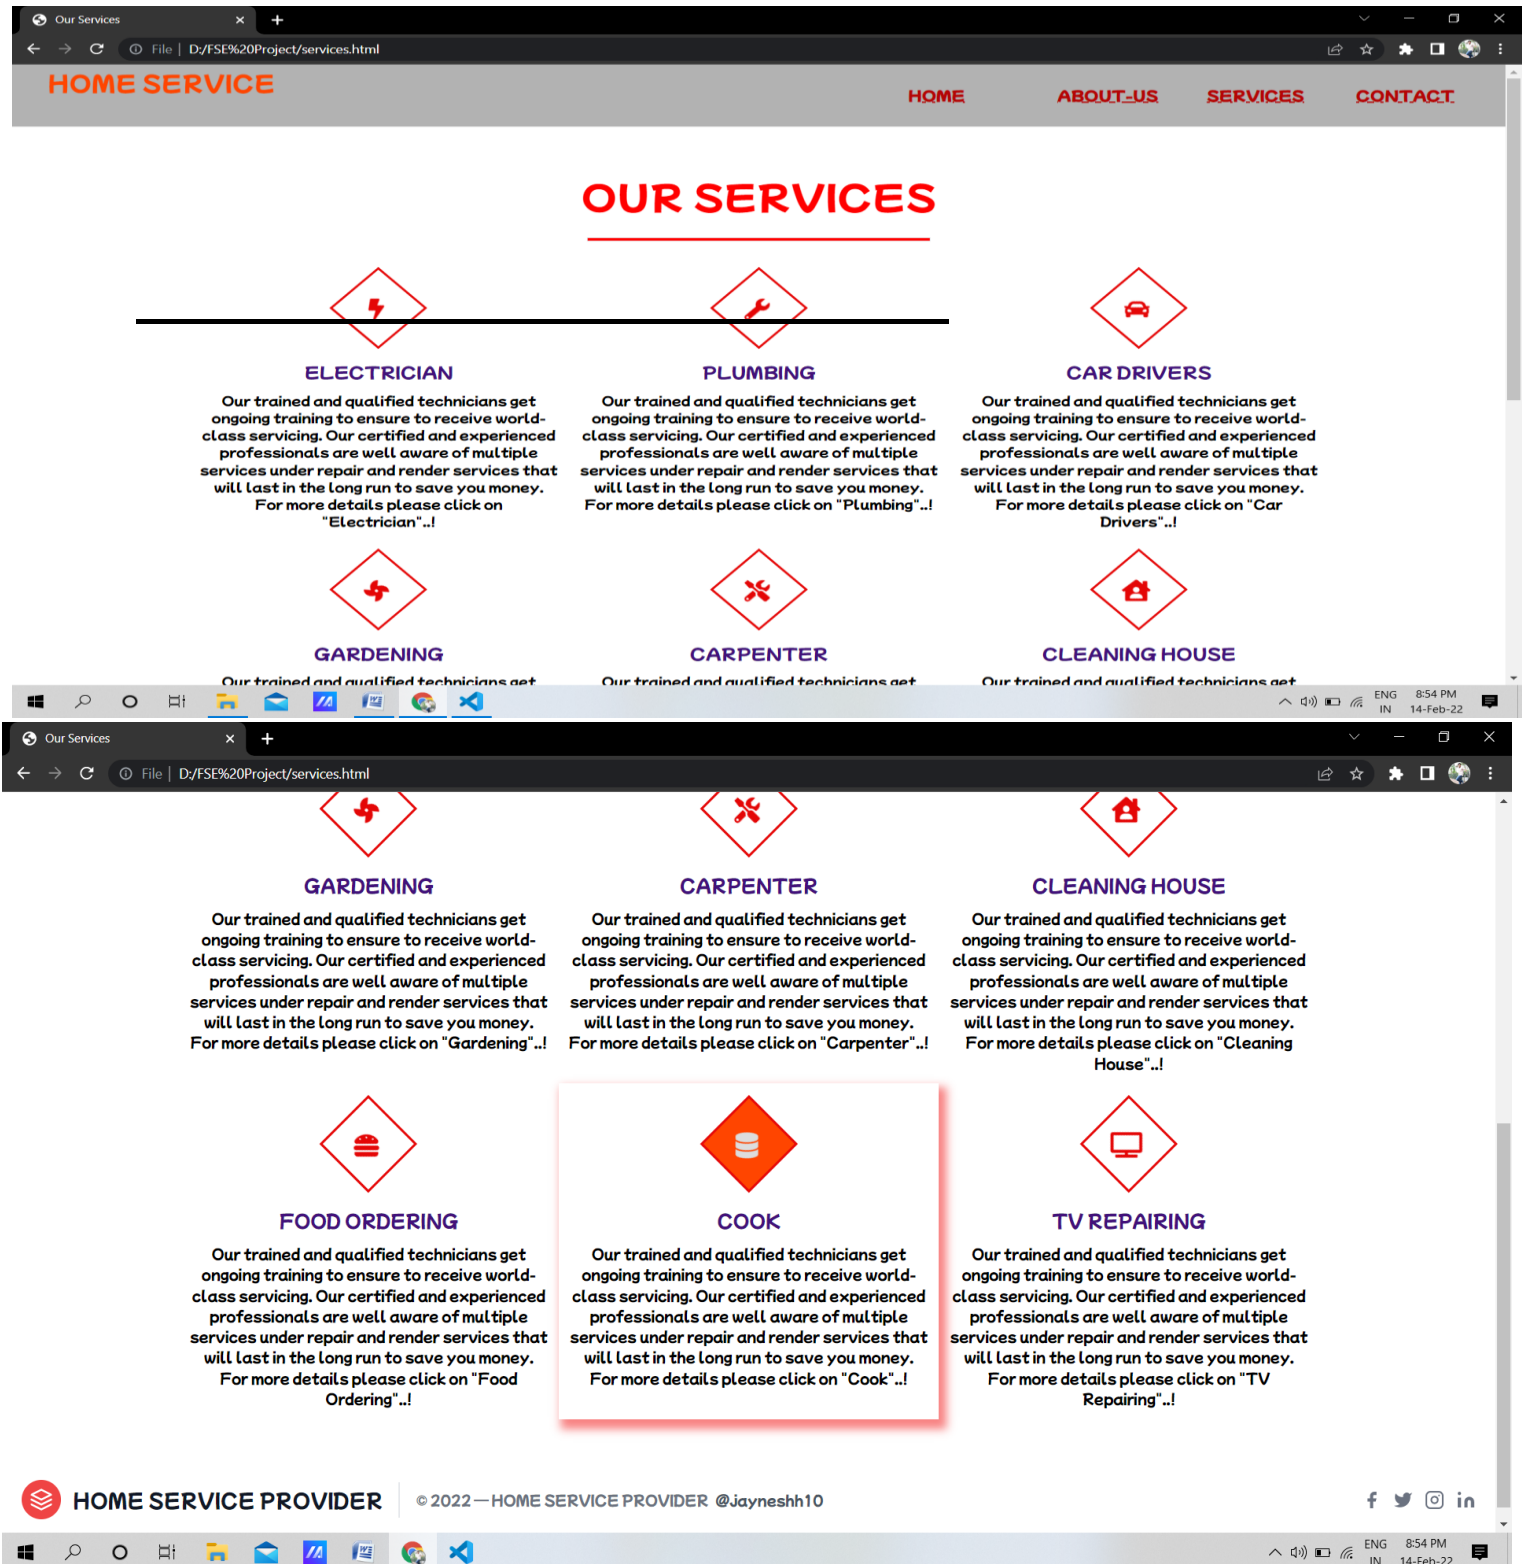 Our Services
File | D:/FSE%20Project/services.html
HOME SERVICE
HOME ABOUT-US SERVICES CONTACT
OUR SERVICES
ELECTRICIAN
Our trained and qualified technicians get
ongoing training to ensure to receive world-
class servicing. Our certified and experienced
professionals are well aware of multiple
services under repair and render services that
will last in the long run to save you money.
For more details please click on
"Electrician"..!
PLUMBING
Our trained and qualified technicians get
ongoing training to ensure to receive world-
class servicing. Our certified and experienced
professionals are well aware of multiple
services under repair and render services that
will last in the long run to save you money.
For more details please click on "Plumbing"..!
CAR DRIVERS
Our trained and qualified technicians get
ongoing training to ensure to receive world-
class servicing. Our certified and experienced
professionals are well aware of multiple
services under repair and render services that
will last in the long run to save you money.
For more details please click on "Car
Drivers"..!
GARDENING
Our trained and qualified technicians get
CARPENTER
Our trained and qualified technicians get
CLEANING HOUSE
Our trained and qualified technicians get
ENG 8:54 PM
IN 14-Feb-22
Our Services
File | D:/FSE%20Project/services.html
GARDENING
Our trained and qualified technicians get
ongoing training to ensure to receive world-
class servicing. Our certified and experienced
professionals are well aware of multiple
services under repair and render services that
will last in the long run to save you money.
For more details please click on "Gardening"..!
CARPENTER
Our trained and qualified technicians get
ongoing training to ensure to receive world-
class servicing. Our certified and experienced
professionals are well aware of multiple
services under repair and render services that
will last in the long run to save you money.
For more details please click on "Carpenter"..!
CLEANING HOUSE
Our trained and qualified technicians get
ongoing training to ensure to receive world-
class servicing. Our certified and experienced
professionals are well aware of multiple
services under repair and render services that
will last in the long run to save you money.
For more details please click on "Cleaning
House"..!
FOOD ORDERING
Our trained and qualified technicians get
ongoing training to ensure to receive world-
class servicing. Our certified and experienced
professionals are well aware of multiple
services under repair and render services that
will last in the long run to save you money.
For more details please click on "Food
Ordering"..!
COOK
Our trained and qualified technicians get
ongoing training to ensure to receive world-
class servicing. Our certified and experienced
professionals are well aware of multiple
services under repair and render services that
will last in the long run to save you money.
For more details please click on "Cook"..!
TV REPAIRING
Our trained and qualified technicians get
ongoing training to ensure to receive world-
class servicing. Our certified and experienced
professionals are well aware of multiple
services under repair and render services that
will last in the long run to save you money.
For more details please click on "TV
Repairing"..!
HOME SERVICE PROVIDER
© 2022 — HOME SERVICE PROVIDER @Jayneshh10
ENG 8:54 PM
IN 14-Feb-22